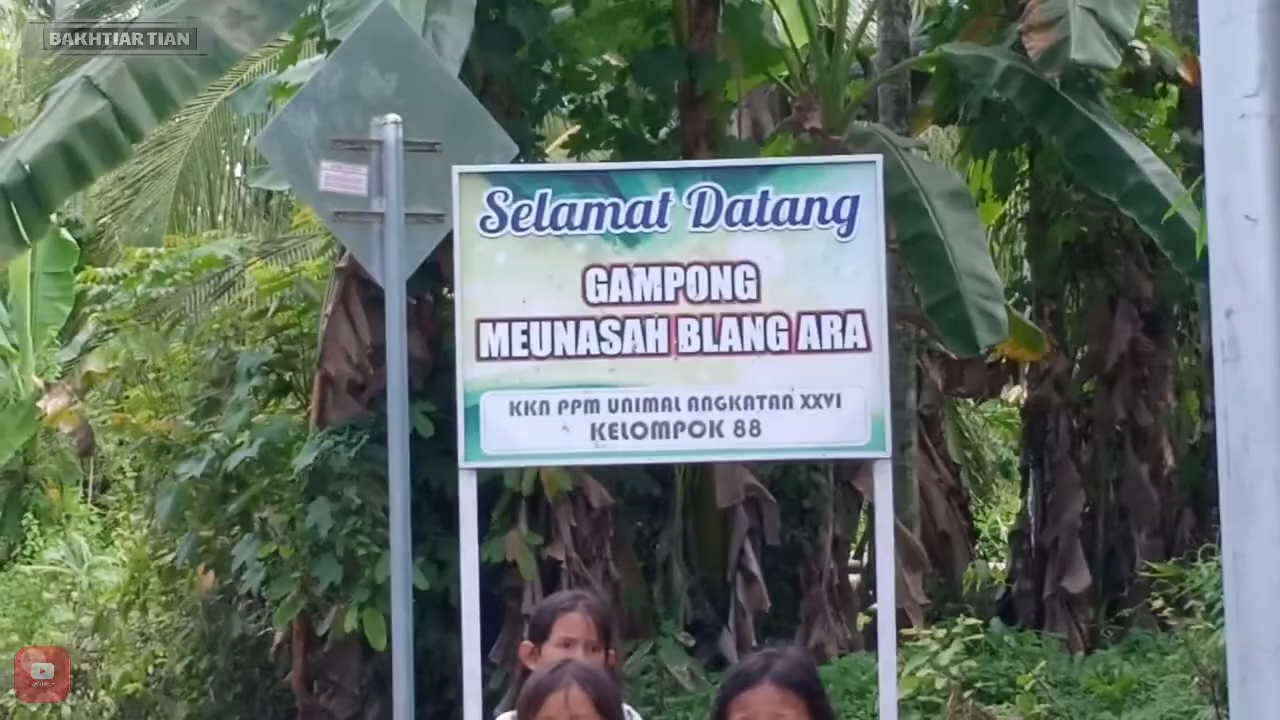 BAKHTIAR TIAN
Selamat Datang
GAMPONG
MEUNASAH BLANG ARA
KKN PPM UNIMAL ANGKATAN XXVI
KELOMPOK 88